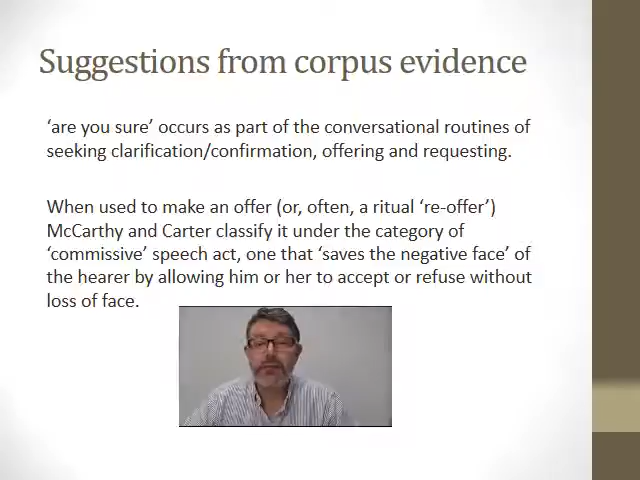 Suggestions from corpus evidence
‘are you sure’ occurs as part of the conversational routines of
seeking clarification/confirmation, offering and requesting.
When used to make an offer (or, often, a ritual ‘re-offer’)
McCarthy and Carter classify it under the category of
‘commissive’ speech act, one that ‘saves the negative face’ of
the hearer by allowing him or her to accept or refuse without
loss of face.